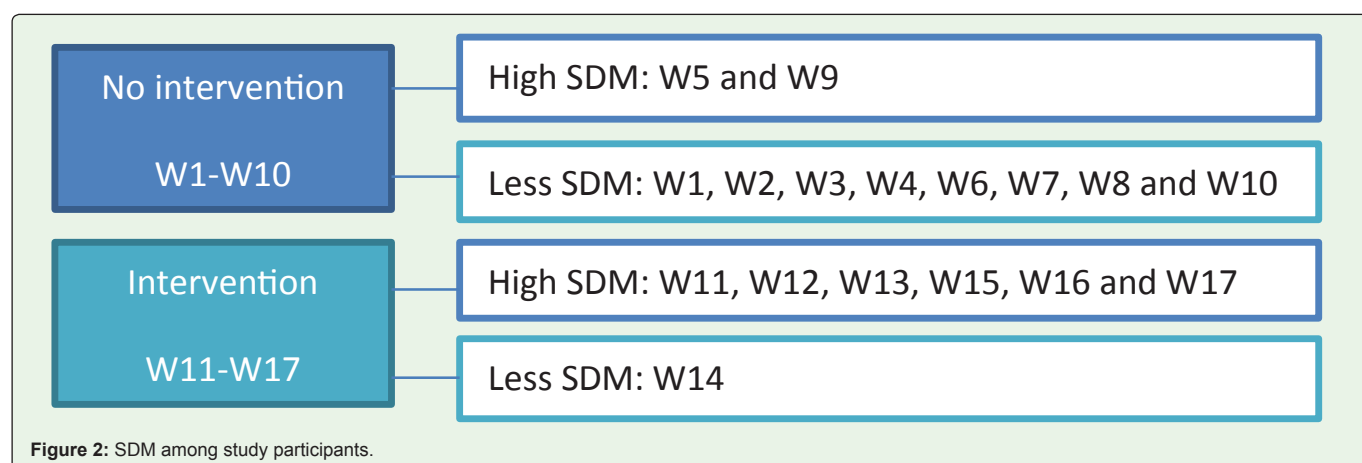 No intervention
W1-W10
High SDM: W5 and W9
Less SDM: W1, W2, W3, W4, W6, W7, W8 and W10
Intervention
W11-W17
High SDM: W11, W12, W13, W15, W16 and W17
Less SDM: W14
Figure 2: SDM among study participants.